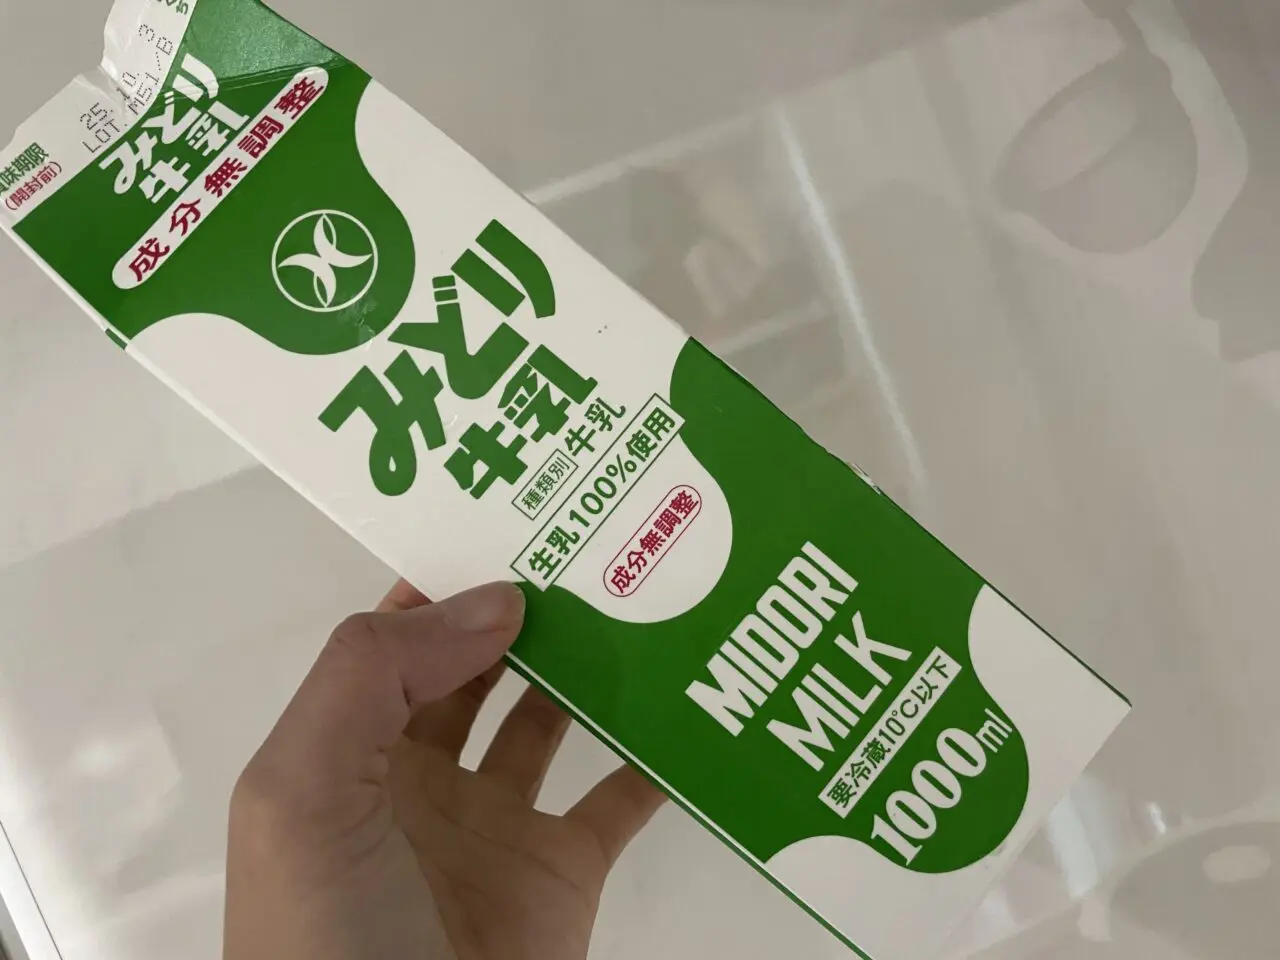 25.10. 3
LOT. M51/B
味期限
(開封前)
みどり
牛乳
成分無調整
みどり
牛乳
種類別 牛乳
生乳100%使用
成分無調整
MIDORI
MILK
要冷蔵10℃以下
1000ml